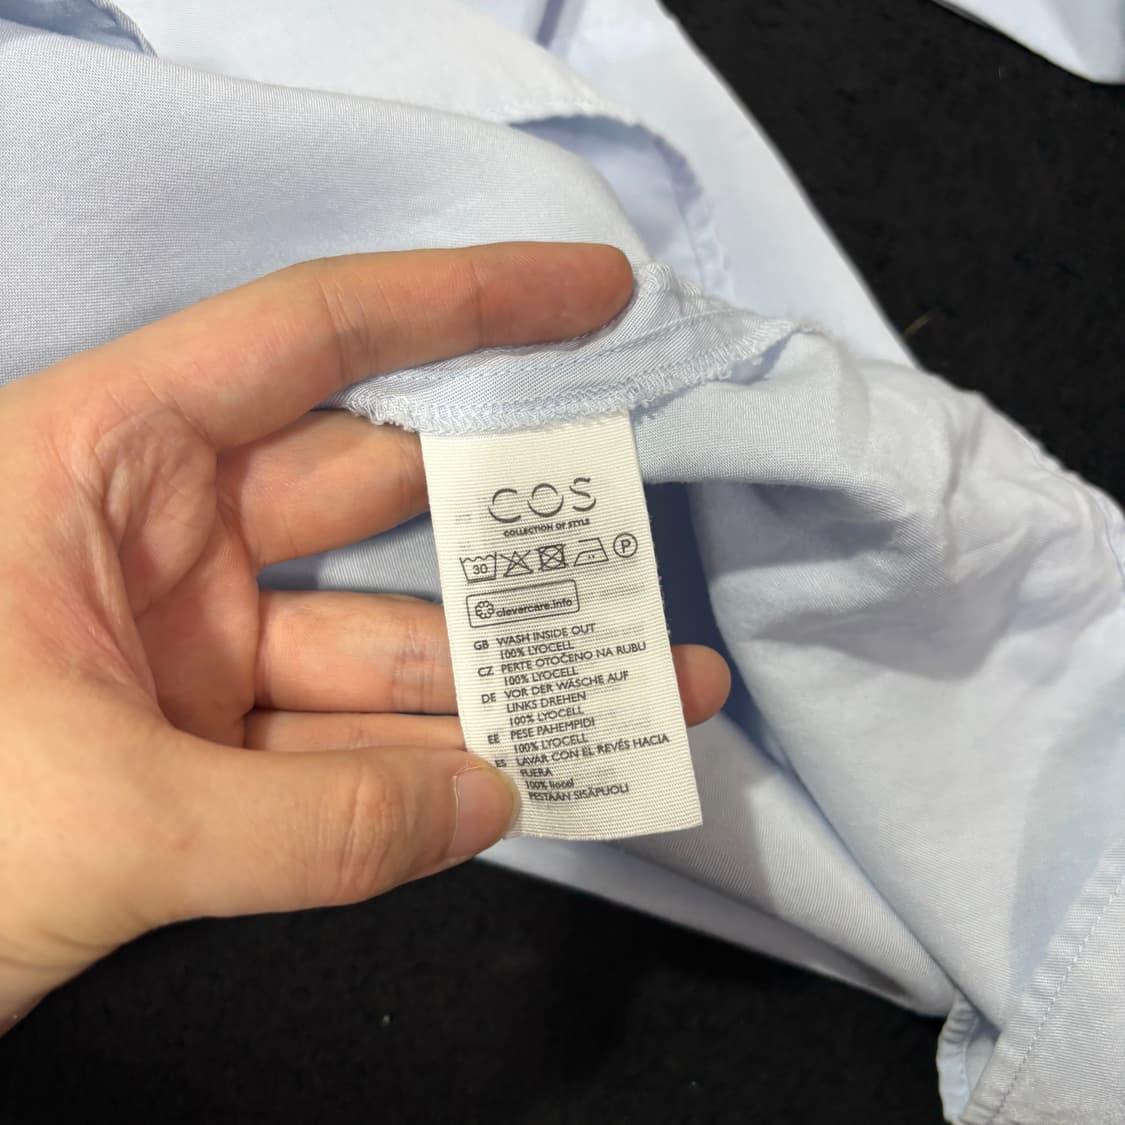 COS
COLLECTION OF STYLE
30 P
clevercare.info
GB WASH INSIDE OUT
100% LYOCELL
CZ PERTE OTOČENO NA RUBU
100% LYOCELL
DE VOR DER WÄSCHE AUF
LINKS DREHEN
100% LYOCELL
EE PESE PAHEMPIDI
100% LYOCELL
ES LAVAR CON EL REVÉS HACIA
FUERA
100% liocel
PESTÄÄN SISÄPUOLI